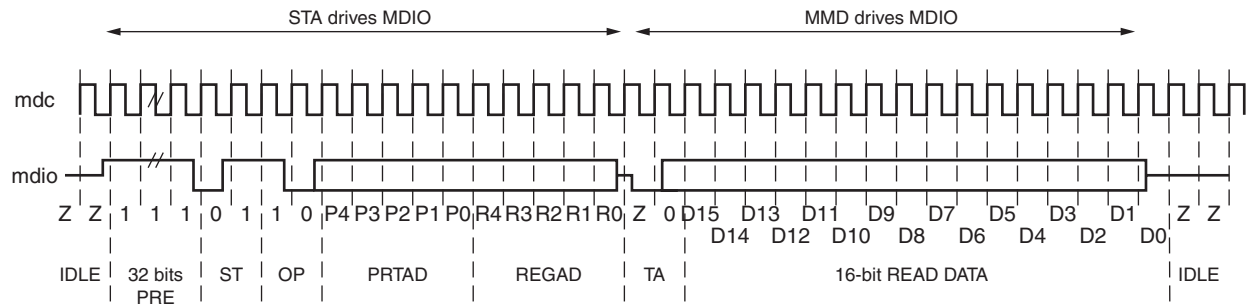 STA drives MDIO MMD drives MDIO
mdc
mdio
Z Z 1 1 1 0 1 1 0 P4 P3 P2 P1 P0 R4 R3 R2 R1 R0 Z 0 D15 D13 D11 D9 D7 D5 D3 D1 Z Z
D14 D12 D10 D8 D6 D4 D2 D0
IDLE 32 bits ST OP PRTAD REGAD TA 16-bit READ DATA IDLE
PRE